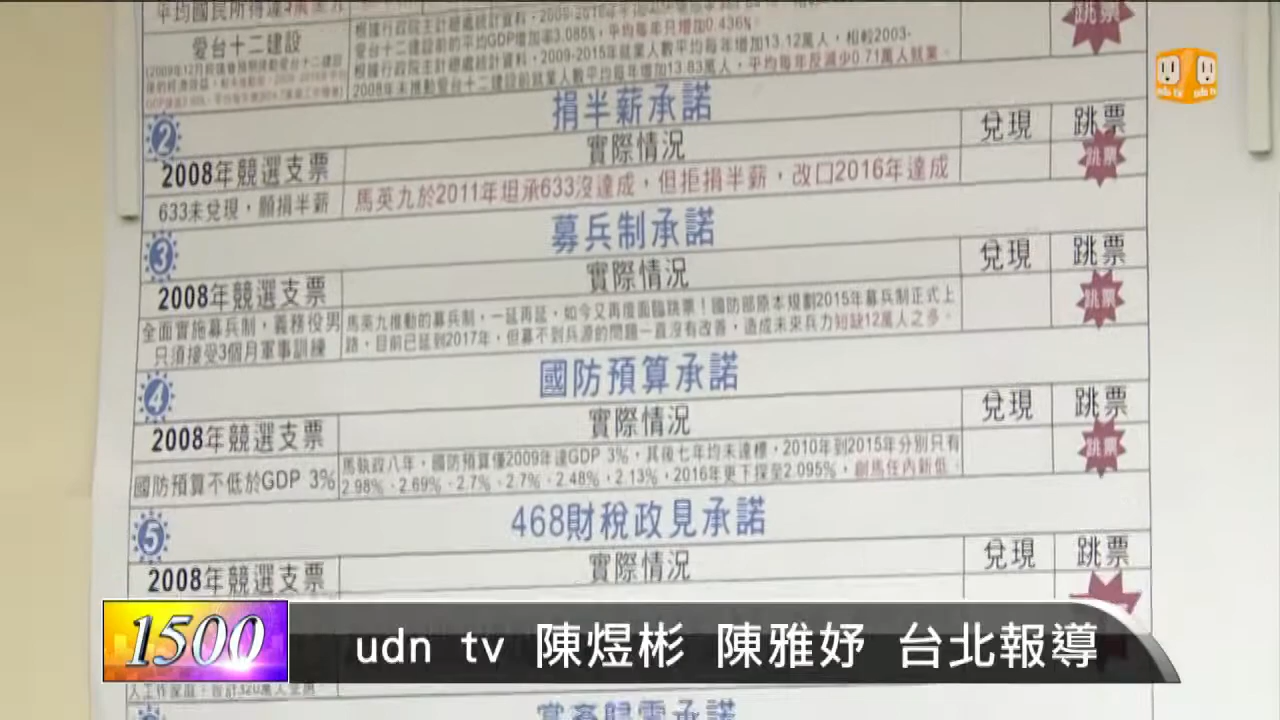 平均國民所得達
跳票
愛台十二建設
愛台十二建設前的平均GDP增加率3.085%，平均每年只增加0.436%。
根據行政院主計總處統計資料，2009-2015年就業人數平均每年增加13.12萬人，相較2003-
2008年未推動愛台十二建設前就業人數平均每年增加13.83萬人，平均每年反減少0.71萬人就業。
udn tv udn tv
捐半薪承諾
2
2008年競選支票
實際情況
兌現
跳票
633未兌現，願捐半薪
馬英九於2011年坦承633沒達成，但拒捐半薪，改口2016年達成
跳票
募兵制承諾
3
2008年競選支票
實際情況
兌現
跳票
全面實施募兵制，義務役男
只須接受3個月軍事訓練
馬英九推動的募兵制，一延再延，如今又再度面臨跳票！國防部原本規劃2015年募兵制正式上
路，目前已延到2017年，但募不到兵源的問題一直沒有改善，造成未來兵力短缺12萬人之多。
跳票
國防預算承諾
4
2008年競選支票
實際情況
兌現
跳票
國防預算不低於GDP 3%
馬執政八年，國防預算僅2009年達GDP 3%，其後七年均未達標，2010年到2015年分別只有
2.98%、2.69%、2.7%、2.7%、2.48%、2.13%，2016年更下探至2.095%，創馬任內新低。
跳票
468財稅政見承諾
5
2008年競選支票
實際情況
兌現
跳票
1500
udn tv 陳煜彬 陳雅妤 台北報導